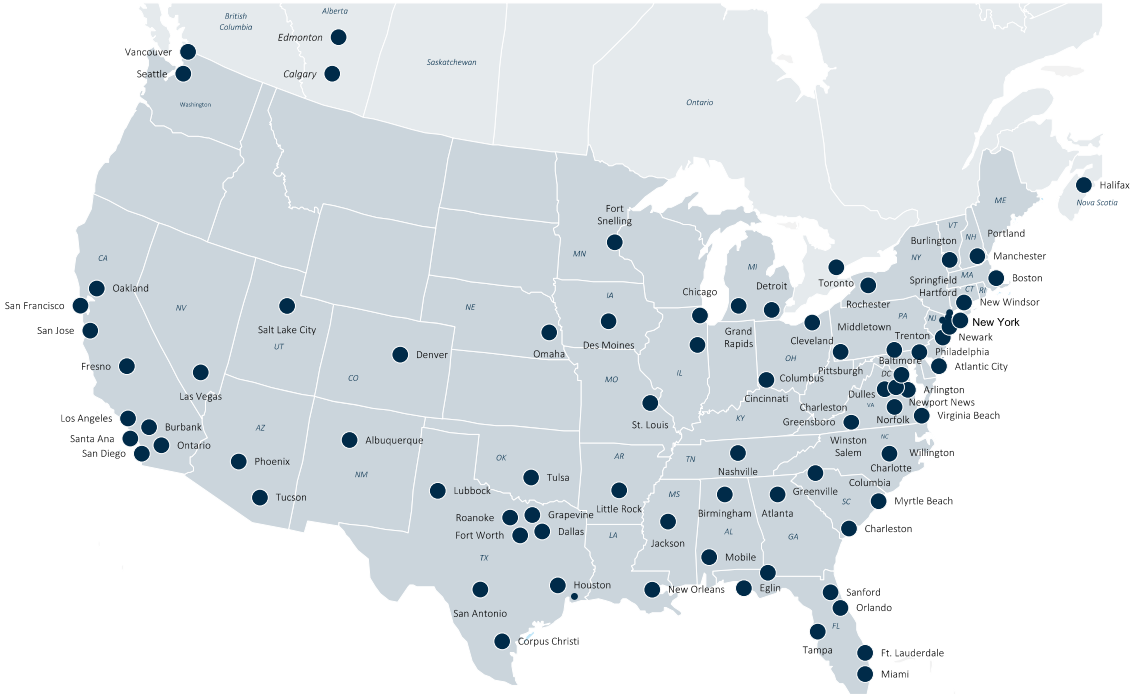 British
Columbia
Alberta
Edmonton
Vancouver
Seattle
Calgary
Saskatchewan
Washington
Ontario
Halifax
Nova Scotia
ME
Fort
Snelling
VT
NH
Portland
Burlington
MN
NY
Manchester
CA
MI
Toronto
MA
Boston
Springfield
Detroit
Oakland
Hartford
CT
RI
Chicago
IA
New Windsor
San Francisco
NV
NE
Rochester
Salt Lake City
PA
NJ
New York
San Jose
Grand
Rapids
Middletown
Trenton
Newark
UT
Des Moines
Cleveland
Omaha
Denver
Philadelphia
OH
Baltimore
Fresno
Pittsburgh
Atlantic City
CO
MO
IL
DC
Columbus
Las Vegas
Cincinnati
Dulles
Arlington
Newport News
VA
Charleston
Los Angeles
KY
Virginia Beach
Norfolk
Burbank
AZ
St. Louis
Greensboro
Santa Ana
Albuquerque
Winston
Salem
NC
Ontario
San Diego
Willington
AR
OK
TN
Phoenix
Nashville
Charlotte
NM
Tulsa
Columbia
Lubbock
Greenville
MS
Tucson
SC
Myrtle Beach
Little Rock
Birmingham
Atlanta
Roanoke
Grapevine
Fort Worth
Dallas
LA
AL
GA
Charleston
Jackson
TX
Mobile
Houston
New Orleans
Eglin
Sanford
Orlando
San Antonio
FL
Corpus Christi
Tampa
Ft. Lauderdale
Miami